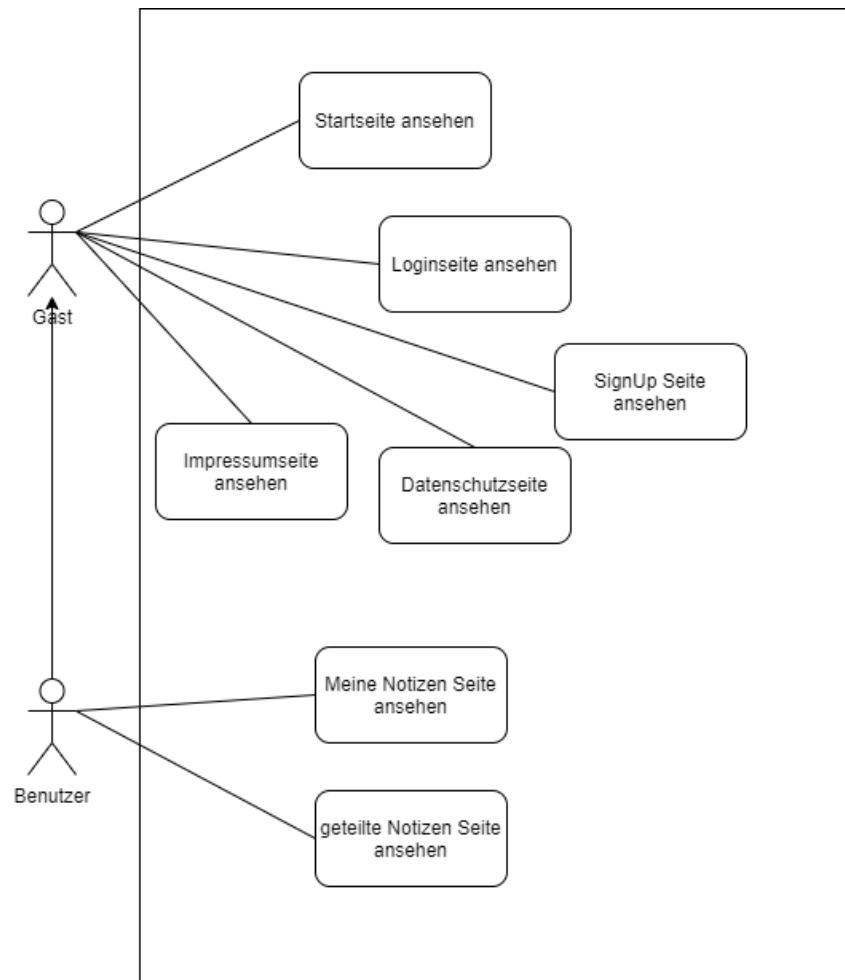 Startseite ansehen
Loginseite ansehen
Gast
SignUp Seite
ansehen
Impressumseite
ansehen
Datenschutzseite
ansehen
Meine Notizen Seite
ansehen
Benutzer
geteilte Notizen Seite
ansehen